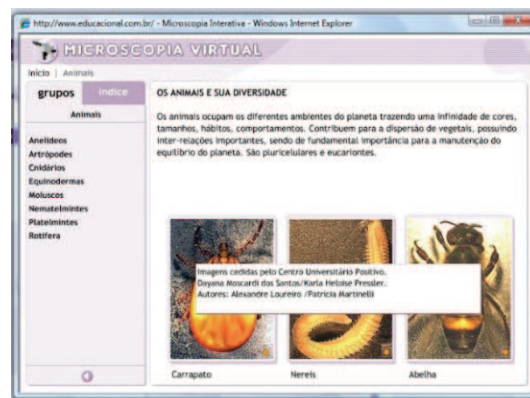 http://www.educacional.com.br/ - Microscopia Interativa - Windows Internet Explorer
MICROSCOPIA VIRTUAL
Início | Animais
grupos índice
Animais
Anelídeos
Artrópodes
Cnidários
Equinodermas
Moluscos
Nematelmintes
Platelmintes
Rotífera
OS ANIMAIS E SUA DIVERSIDADE
Os animais ocupam os diferentes ambientes do planeta trazendo uma infinidade de cores,
tamanhos, hábitos, comportamentos. Contribuem para a dispersão de vegetais, possuindo
inter-relações importantes, sendo de fundamental importância para a manutenção do
equilíbrio do planeta. São pluricelulares e eucariontes.
Imagens cedidas pelo Centro Universitário Positivo.
Dayana Moscardi dos Santos/Karla Heloise Pressler.
Autores: Alexandre Loureiro /Patricia Martinelli
Carrapato Nereis Abelha